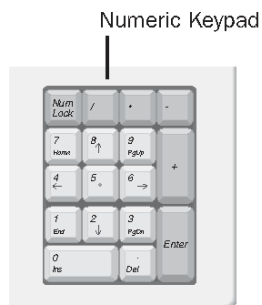 Numeric Keypad
Num Lock / • -
7 Home 8 ↑ 9 PgUp +
4 ← 5 ° 6 →
1 End 2 ↓ 3 PgDn Enter
0 Ins . Del